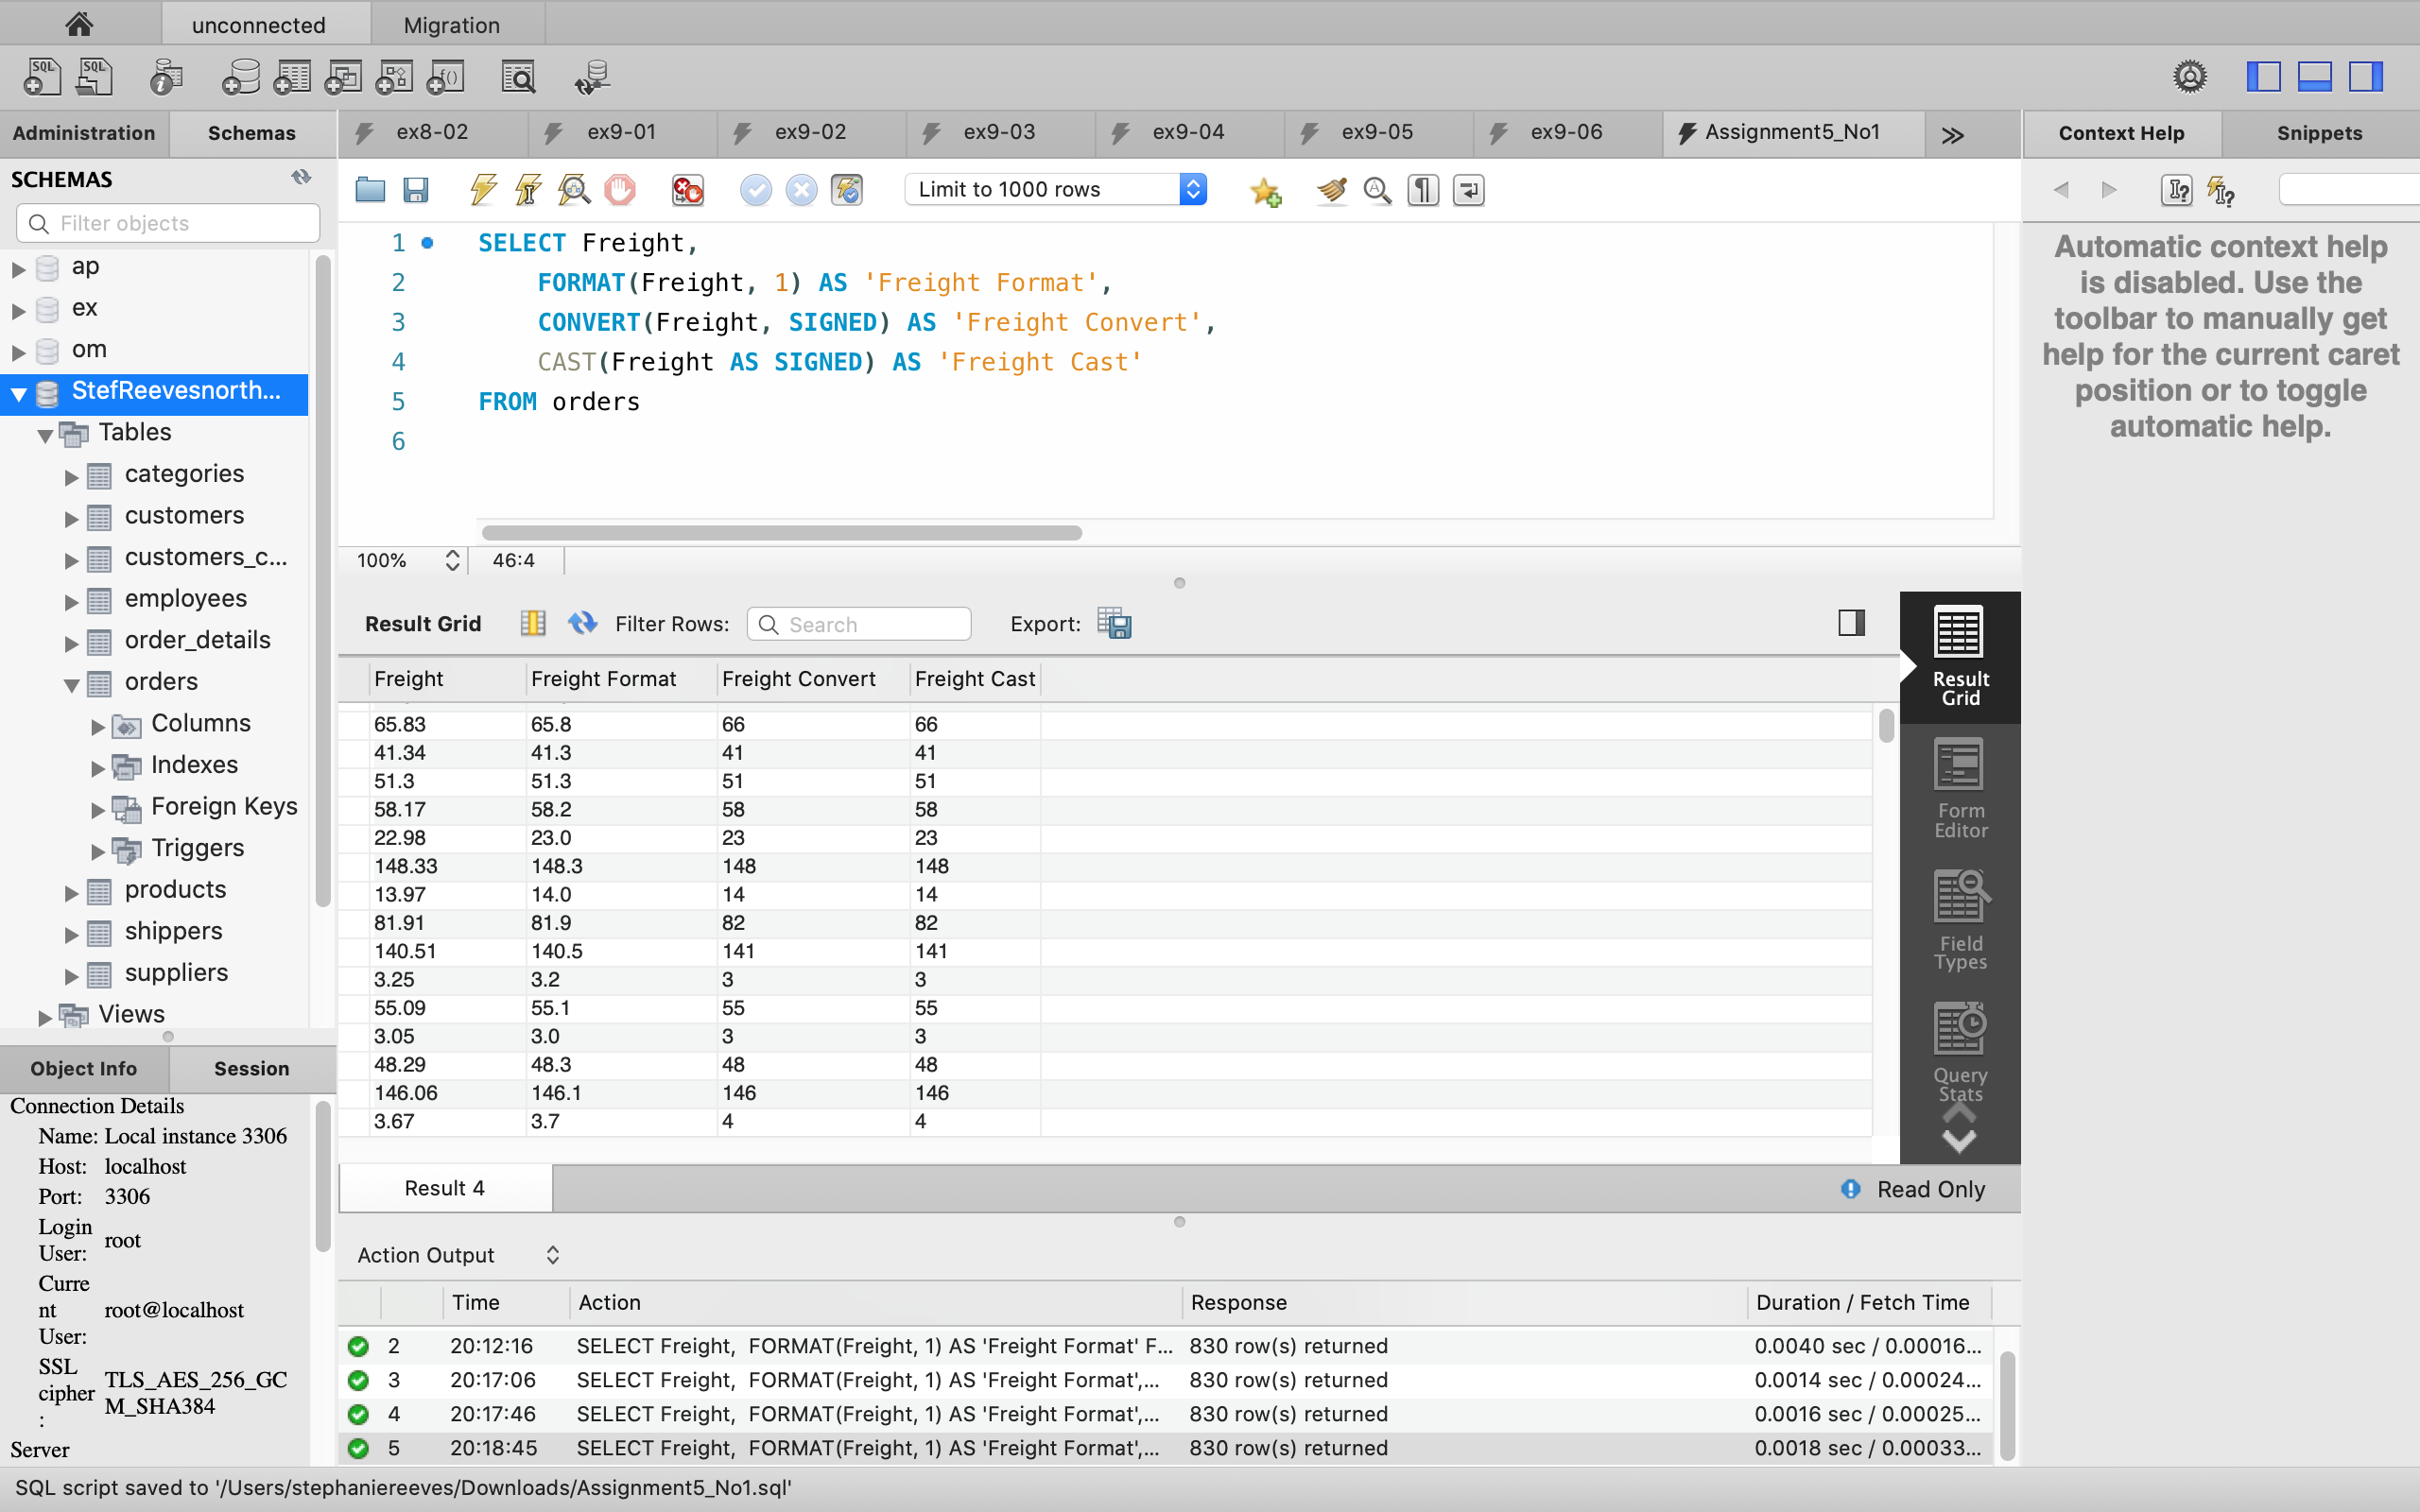 unconnected
Migration
SQL
SQL
Administration
Schemas
ex8-02
ex9-01
ex9-02
ex9-03
ex9-04
ex9-05
ex9-06
Assignment5_No1
Context Help
Snippets
SCHEMAS
Filter objects
ap
ex
om
StefReevesnorth...
Tables
categories
customers
customers_c...
employees
order_details
orders
Columns
Indexes
Foreign Keys
Triggers
products
shippers
suppliers
Views
Limit to 1000 rows
1 SELECT Freight,
2 FORMAT(Freight, 1) AS 'Freight Format',
3 CONVERT(Freight, SIGNED) AS 'Freight Convert',
4 CAST(Freight AS SIGNED) AS 'Freight Cast'
5 FROM orders
6
100% 46:4
Automatic context help
is disabled. Use the
toolbar to manually get
help for the current caret
position or to toggle
automatic help.
Result Grid Filter Rows: Search Export:
Freight Freight Format Freight Convert Freight Cast
65.83 65.8 66 66
41.34 41.3 41 41
51.3 51.3 51 51
58.17 58.2 58 58
22.98 23.0 23 23
148.33 148.3 148 148
13.97 14.0 14 14
81.91 81.9 82 82
140.51 140.5 141 141
3.25 3.2 3 3
55.09 55.1 55 55
3.05 3.0 3 3
48.29 48.3 48 48
146.06 146.1 146 146
3.67 3.7 4 4
Result
Grid
Form
Editor
Field
Types
Query
Stats
Result 4
Read Only
Object Info
Session
Connection Details
Name: Local instance 3306
Host: localhost
Port: 3306
Login
User: root
Curre
nt
User: root@localhost
SSL
cipher
: TLS_AES_256_GC
M_SHA384
Server
Action Output
Time Action Response Duration / Fetch Time
2 20:12:16 SELECT Freight, FORMAT(Freight, 1) AS 'Freight Format' F... 830 row(s) returned 0.0040 sec / 0.00016...
3 20:17:06 SELECT Freight, FORMAT(Freight, 1) AS 'Freight Format',... 830 row(s) returned 0.0014 sec / 0.00024...
4 20:17:46 SELECT Freight, FORMAT(Freight, 1) AS 'Freight Format',... 830 row(s) returned 0.0016 sec / 0.00025...
5 20:18:45 SELECT Freight, FORMAT(Freight, 1) AS 'Freight Format',... 830 row(s) returned 0.0018 sec / 0.00033...
SQL script saved to '/Users/stephaniereeves/Downloads/Assignment5_No1.sql'